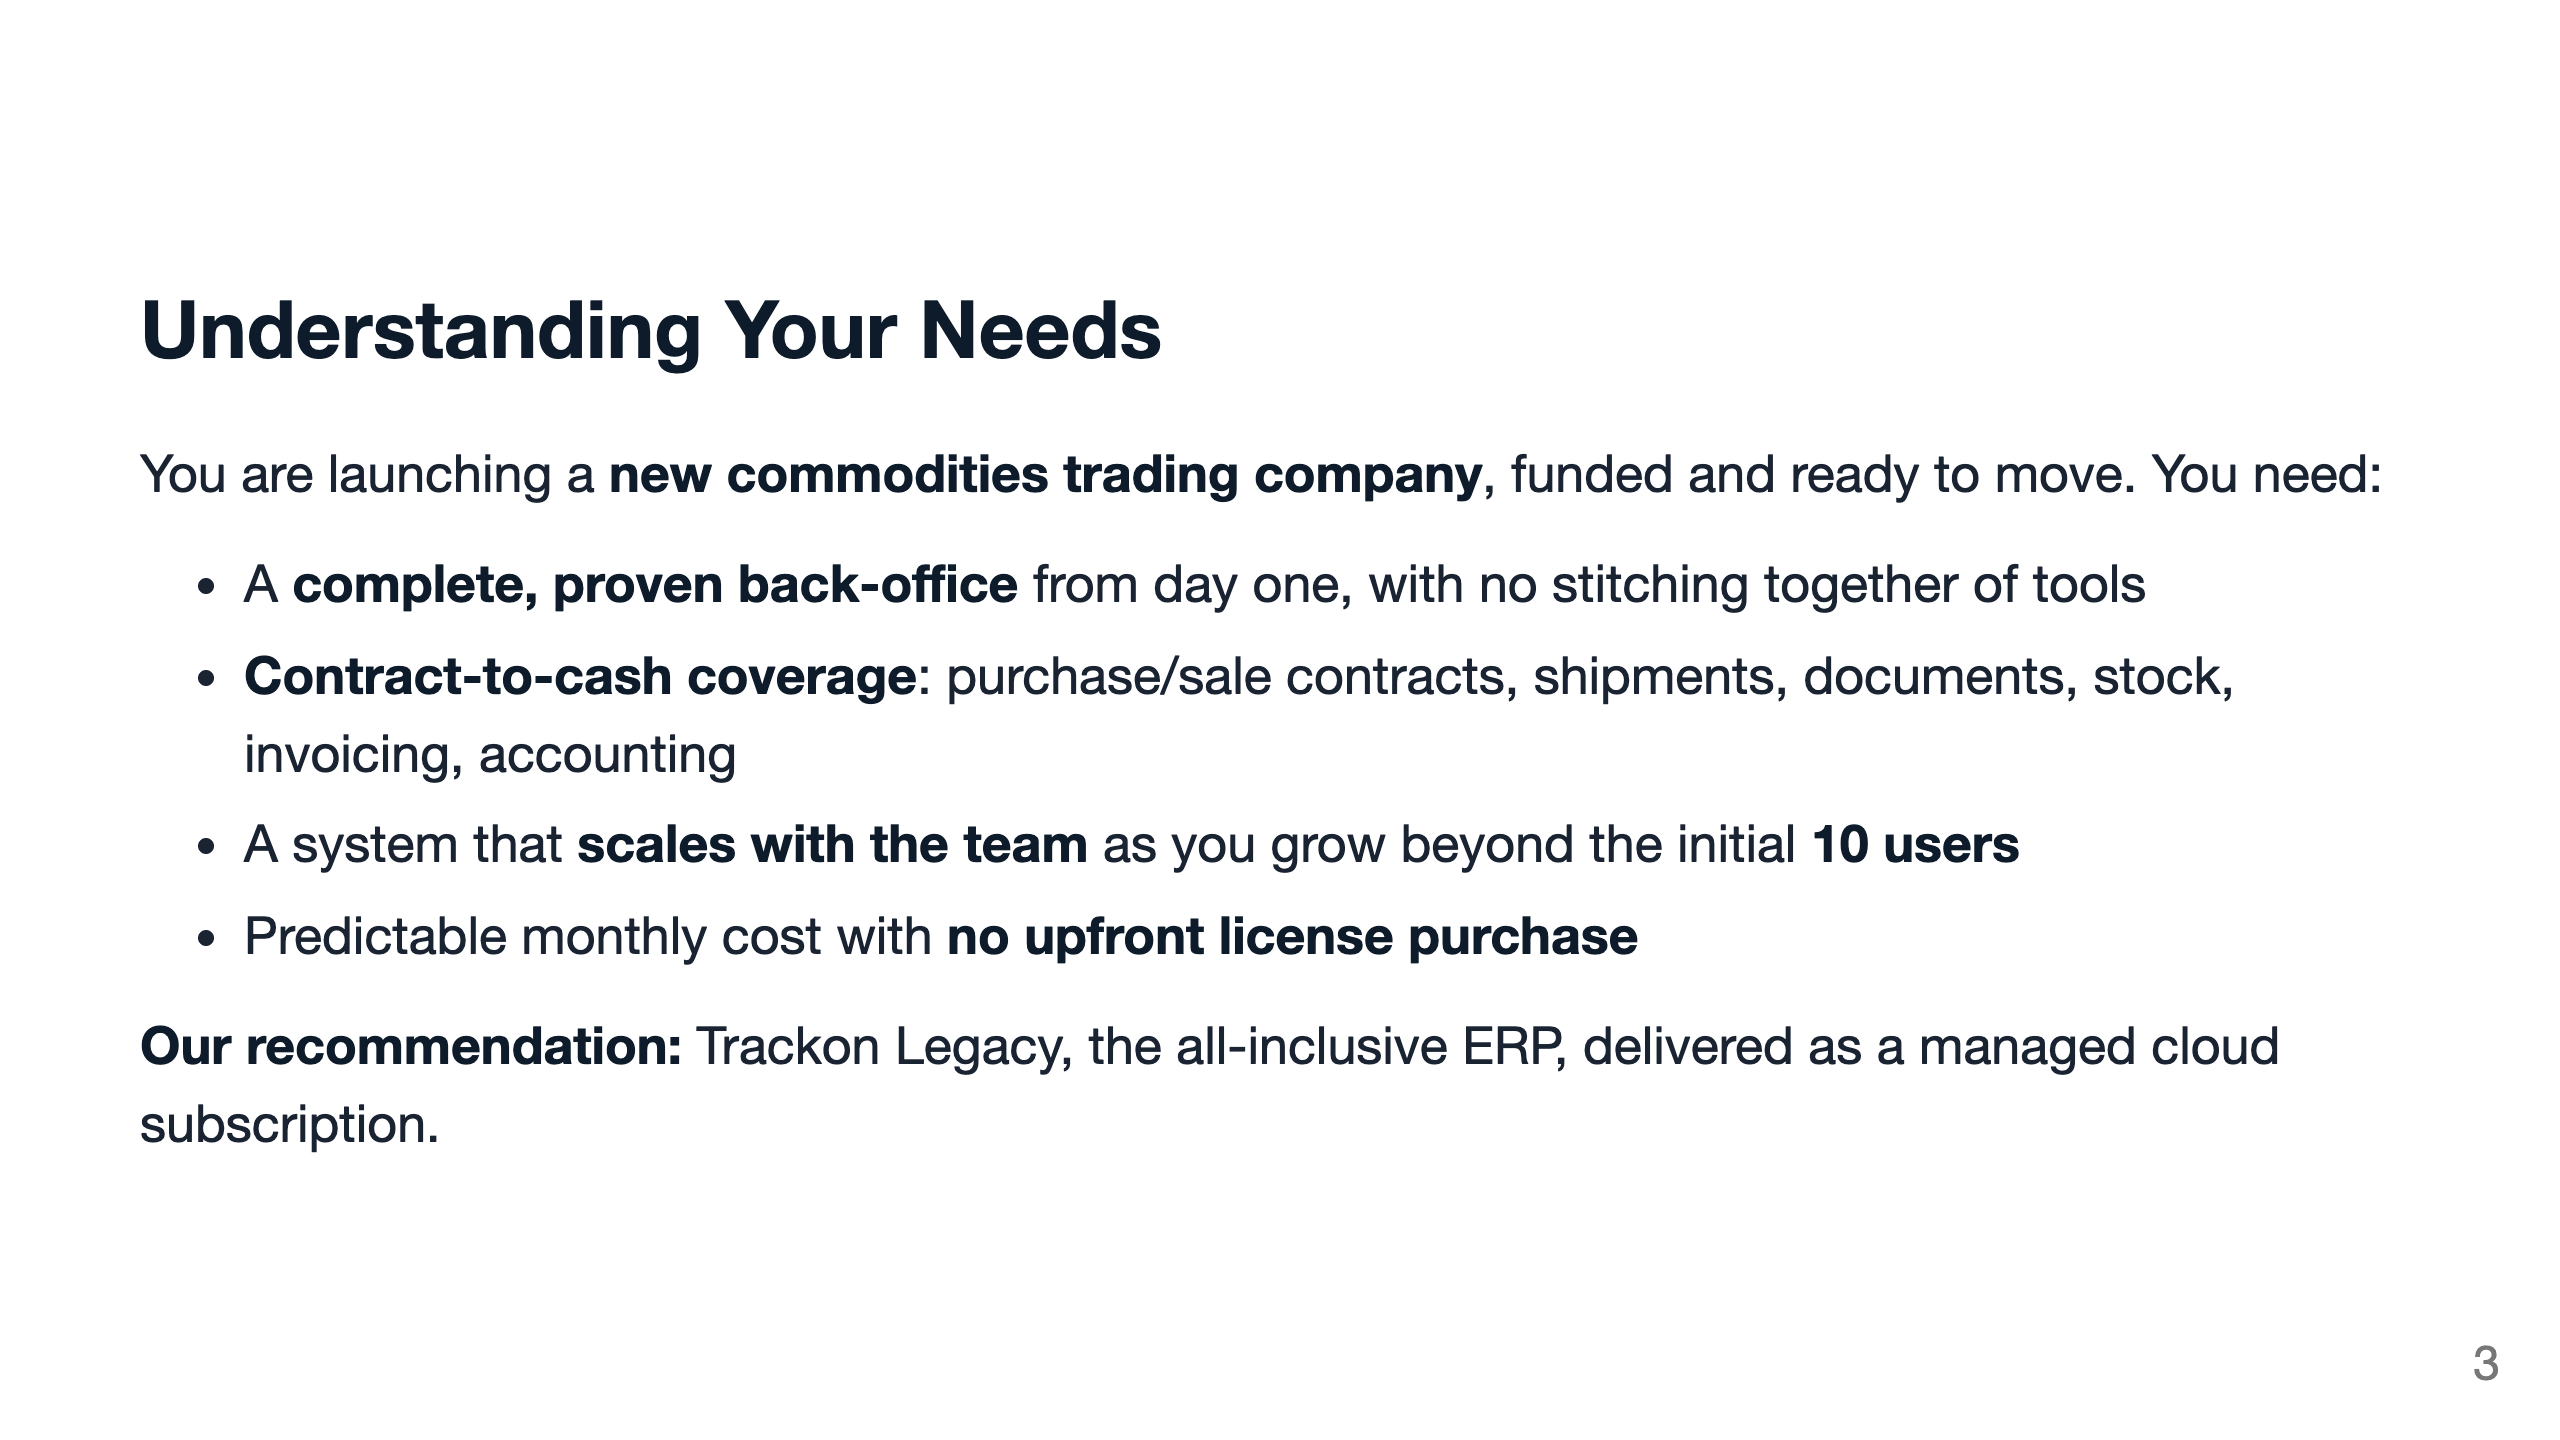 Understanding Your Needs
You are launching a new commodities trading company, funded and ready to move. You need:
• A complete, proven back-office from day one, with no stitching together of tools
• Contract-to-cash coverage: purchase/sale contracts, shipments, documents, stock,
invoicing, accounting
• A system that scales with the team as you grow beyond the initial 10 users
• Predictable monthly cost with no upfront license purchase
Our recommendation: Trackon Legacy, the all-inclusive ERP, delivered as a managed cloud
subscription.
3